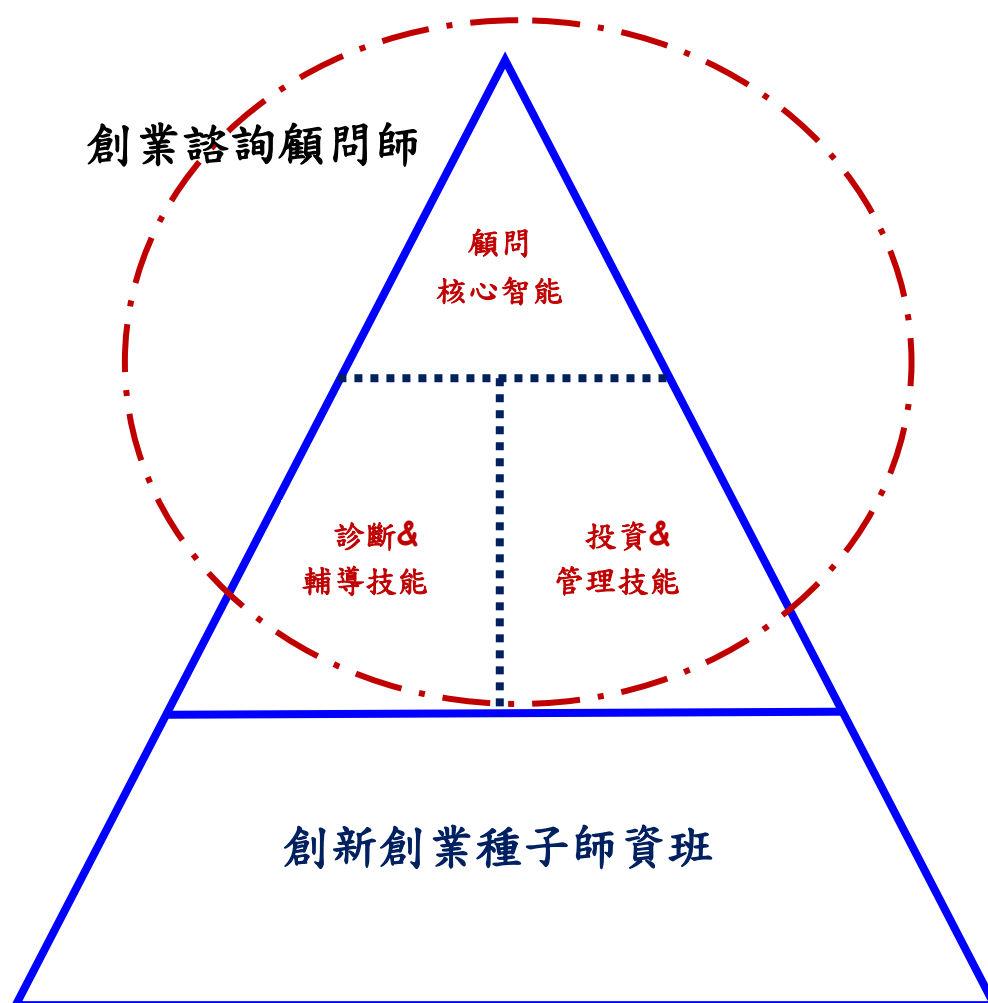 創業諮詢顧問師
顧問
核心智能
診斷&
輔導技能
投資&
管理技能
創新創業種子師資班